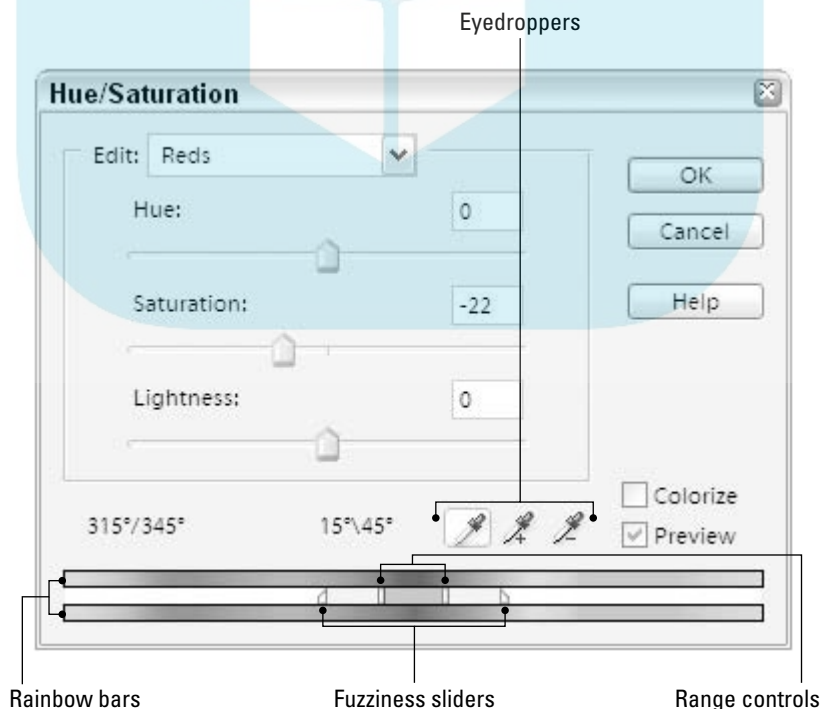 Eyedroppers
Hue/Saturation
Edit: Reds
OK
Hue: 0
Cancel
Saturation: -22
Help
Lightness: 0
Colorize
315°/345° 15°\45°
Preview
Rainbow bars Fuzziness sliders Range controls